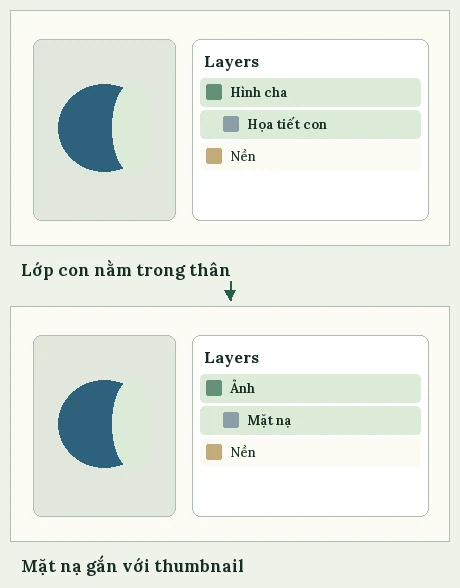 Layers
Hình cha
Họa tiết con
Nền
Lớp con nằm trong thân
Layers
Ảnh
Mặt nạ
Nền
Mặt nạ gắn với thumbnail